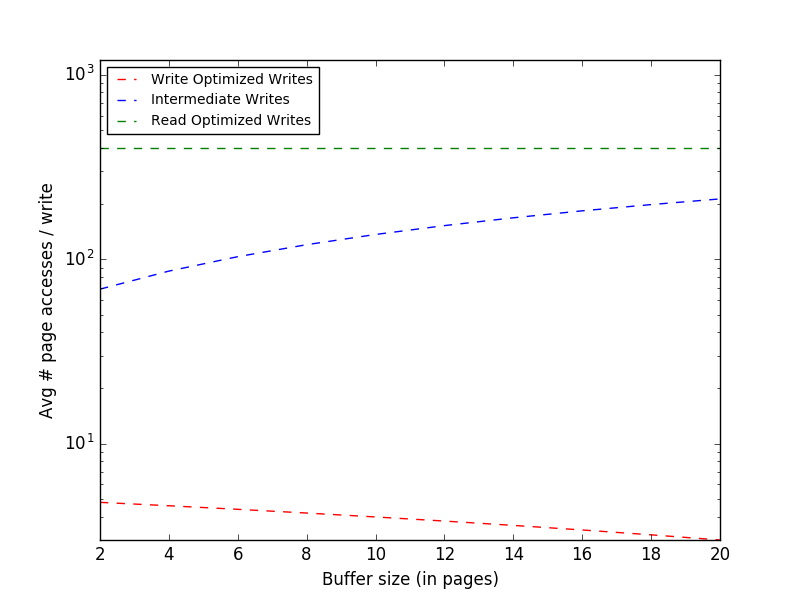 Write Optimized Writes
Intermediate Writes
Read Optimized Writes
Avg # page accesses / write
10³
10²
10¹
2 4 6 8 10 12 14 16 18 20
Buffer size (in pages)